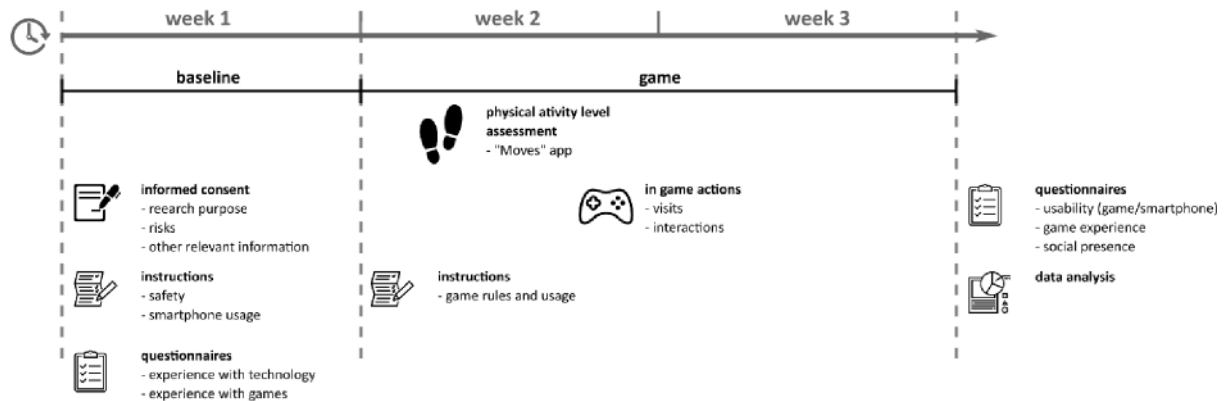 week 1
week 2
week 3
baseline
game
physical ativity level
assessment
- "Moves" app
informed consent
- reearch purpose
- risks
- other relevant information
in game actions
- visits
- interactions
questionnaires
- usability (game/smartphone)
- game experience
- social presence
instructions
- safety
- smartphone usage
instructions
- game rules and usage
data analysis
questionnaires
- experience with technology
- experience with games